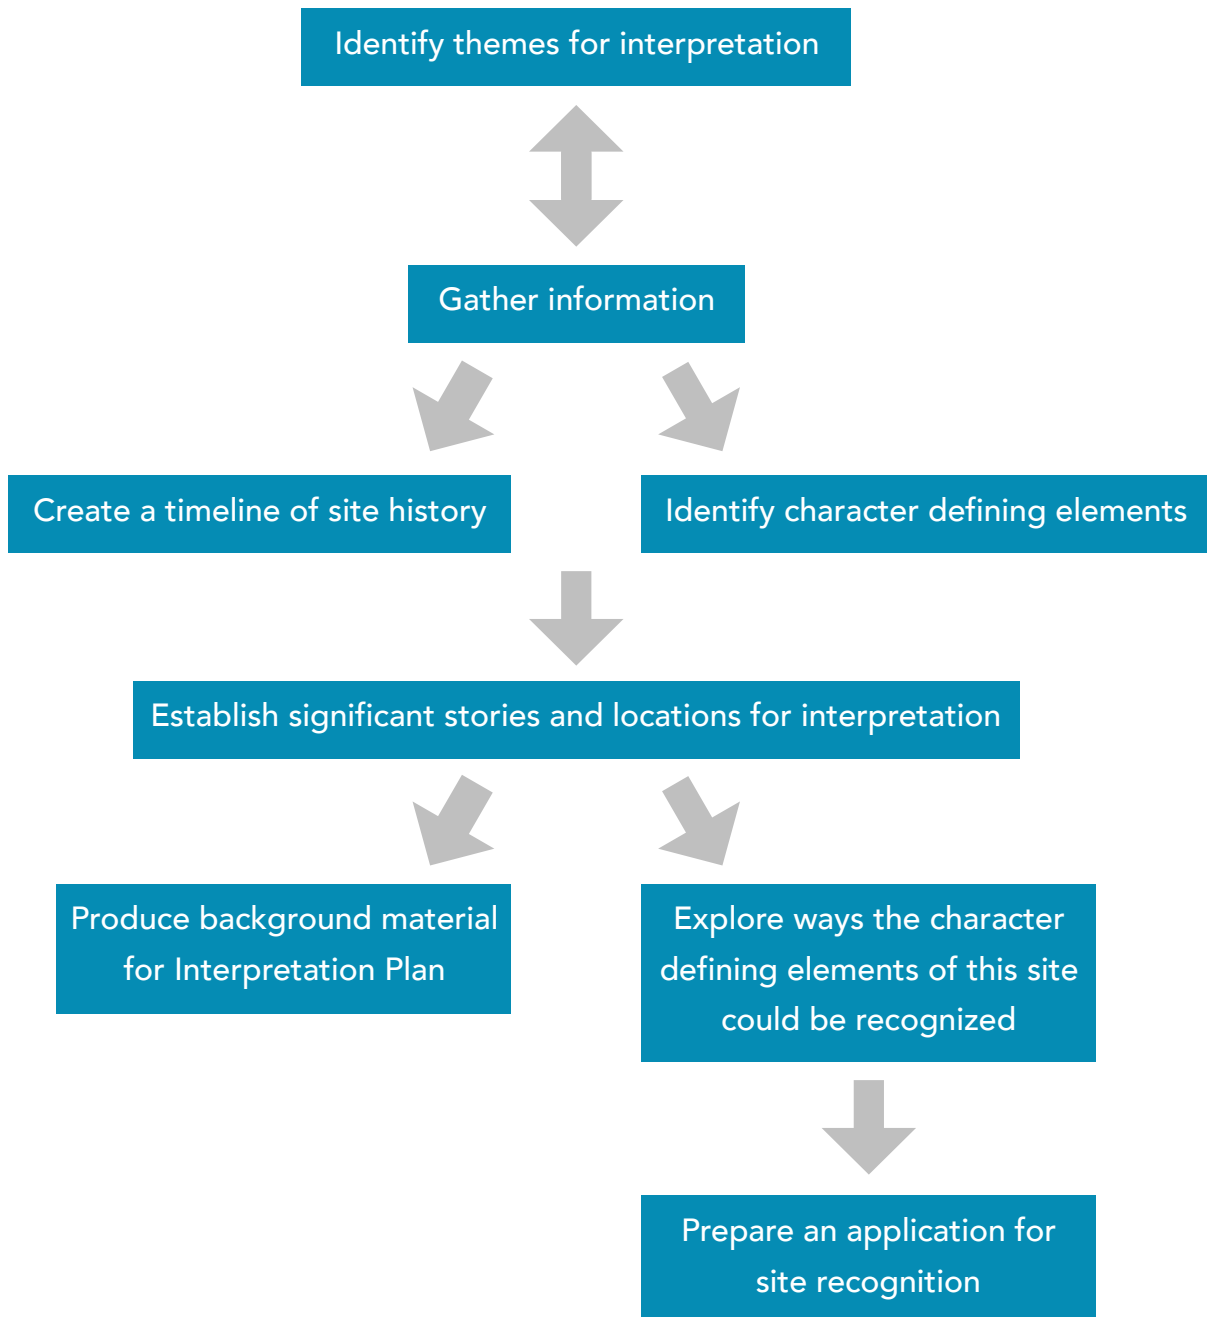 Identify themes for interpretation
Gather information
Create a timeline of site history
Identify character defining elements
Establish significant stories and locations for interpretation
Produce background material
for Interpretation Plan
Explore ways the character
defining elements of this site
could be recognized
Prepare an application for
site recognition